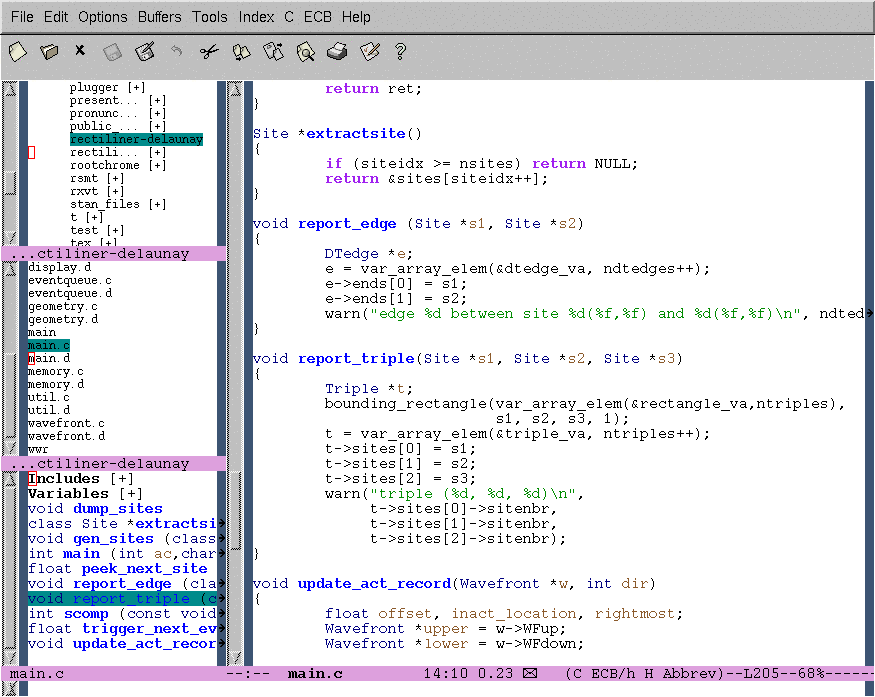 File Edit Options Buffers Tools Index C ECB Help
plugger [+]
present... [+]
pronunc... [+]
public_... [+]
rectiliner-delaunay
rectili... [+]
rootchrome [+]
rsmt [+]
rxvt [+]
stan_files [+]
t [+]
test [+]
tex [+]
...ctiliner-delaunay
display.d
eventqueue.c
eventqueue.d
geometry.c
geometry.d
main
main.c
main.d
memory.c
memory.d
util.c
util.d
wavefront.c
wavefront.d
wwr
...ctiliner-delaunay
Includes [+]
Variables [+]
void dump_sites
class Site *extractsi
void gen_sites (class
int main (int ac,char
float peek_next_site
void report_edge (cla
void report_triple (c
int scomp (const void
float trigger_next_ev
void update_act_recor
return ret;
}
Site *extractsite()
{
if (siteidx >= nsites) return NULL;
return &sites[siteidx++];
}
void report_edge (Site *s1, Site *s2)
{
DTedge *e;
e = var_array_elem(&dtedge_va, ndtedges++);
e->ends[0] = s1;
e->ends[1] = s2;
warn("edge %d between site %d(%f,%f) and %d(%f,%f)\n", ndted
}
void report_triple(Site *s1, Site *s2, Site *s3)
{
Triple *t;
bounding_rectangle(var_array_elem(&rectangle_va,ntriples),
s1, s2, s3, 1);
t = var_array_elem(&triple_va, ntriples++);
t->sites[0] = s1;
t->sites[1] = s2;
t->sites[2] = s3;
warn("triple (%d, %d, %d)\n",
t->sites[0]->sitenbr,
t->sites[1]->sitenbr,
t->sites[2]->sitenbr);
}
void update_act_record(Wavefront *w, int dir)
{
float offset, inact_location, rightmost;
Wavefront *upper = w->WFup;
Wavefront *lower = w->WFdown;
main.c --:-- main.c 14:10 0.23 ✉ (C ECB/h H Abbrev)--L205--68%------